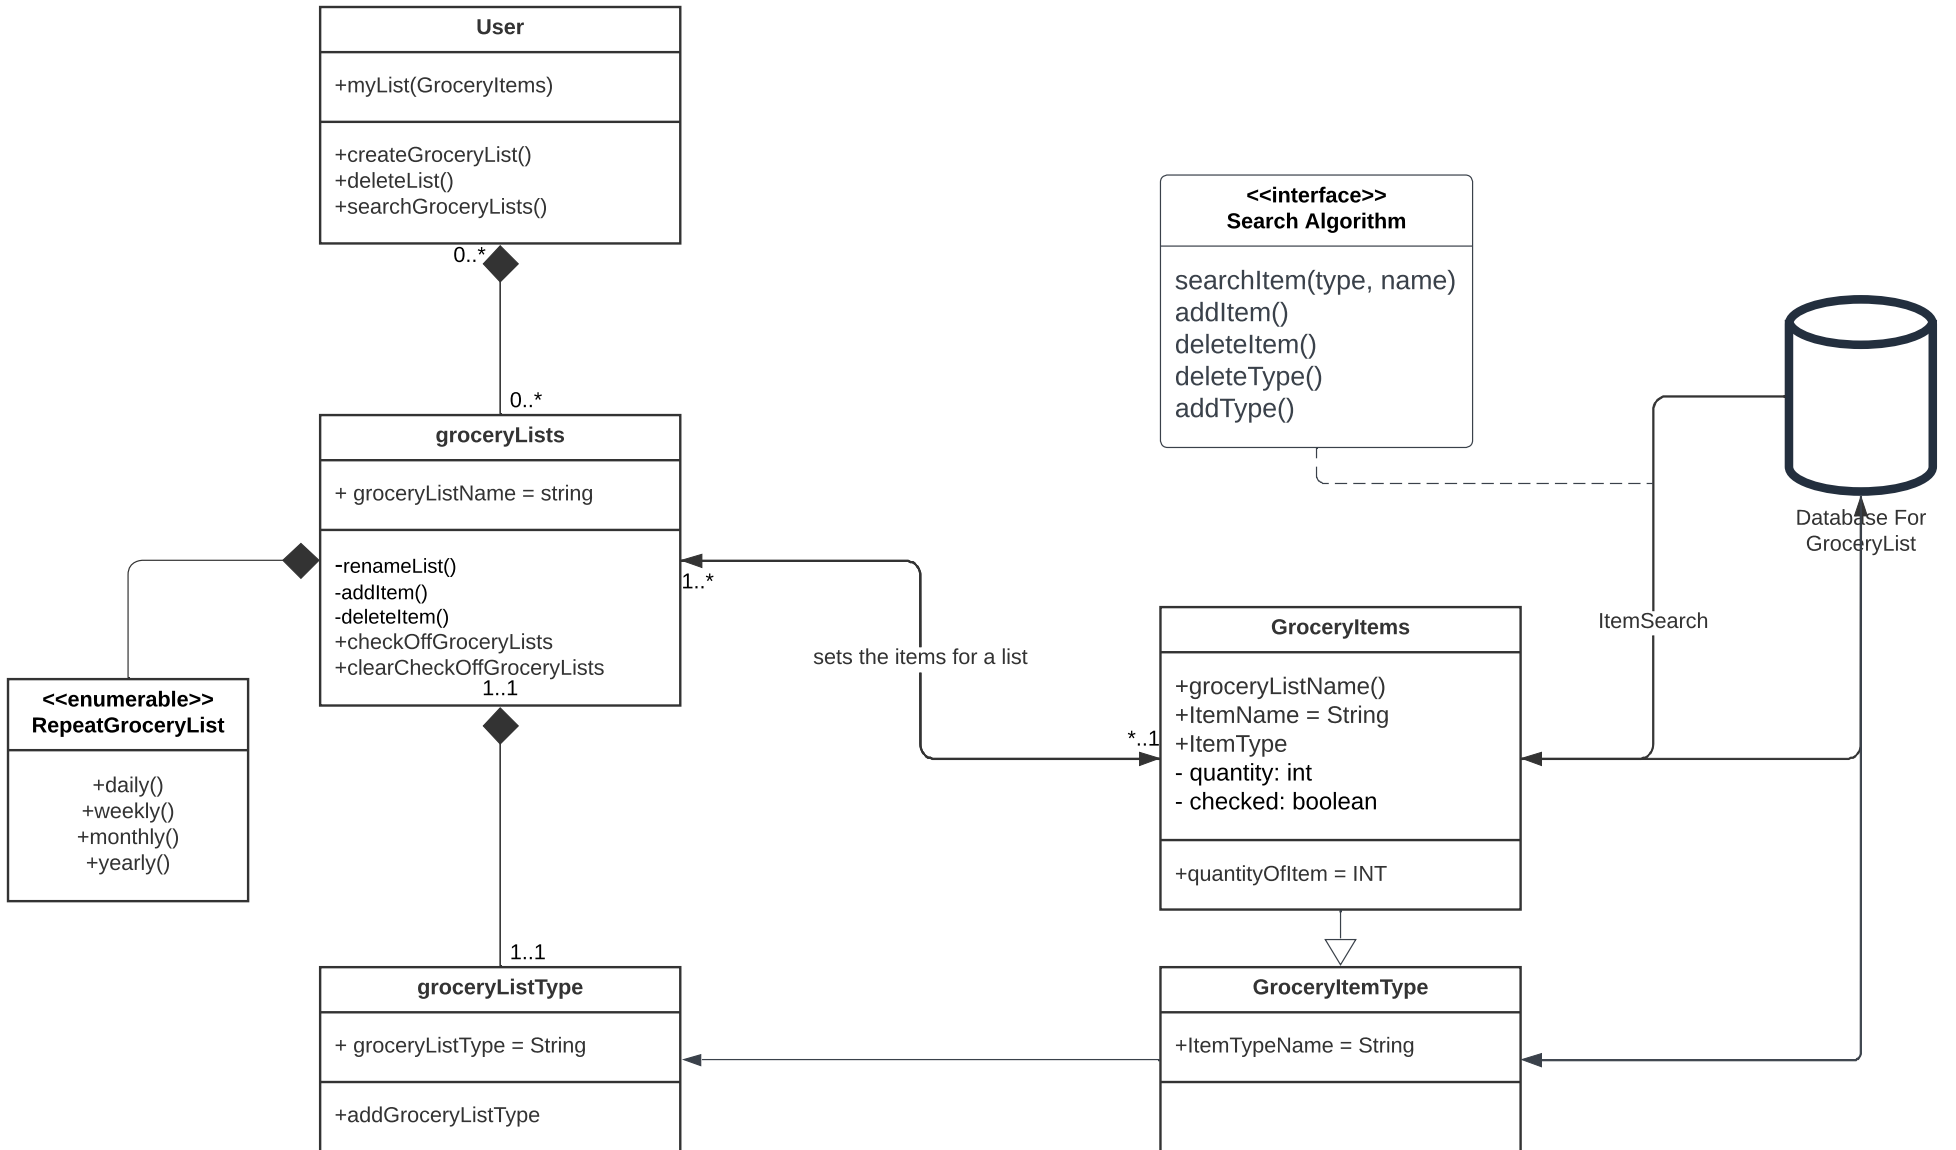 User
+myList(GroceryItems)
+createGroceryList()
+deleteList()
+searchGroceryLists()
0..*
0..*
groceryLists
+ groceryListName = string
-renameList()
-addItem()
-deleteItem()
+checkOffGroceryLists
+clearCheckOffGroceryLists
1..1
1..*
<<enumerable>>
RepeatGroceryList
+daily()
+weekly()
+monthly()
+yearly()
1..1
groceryListType
+ groceryListType = String
+addGroceryListType
sets the items for a list
*..1
<<interface>>
Search Algorithm
searchItem(type, name)
addItem()
deleteItem()
deleteType()
addType()
GroceryItems
+groceryListName()
+ItemName = String
+ItemType
- quantity: int
- checked: boolean
+quantityOfItem = INT
GroceryItemType
+ItemTypeName = String
ItemSearch
Database For
GroceryList